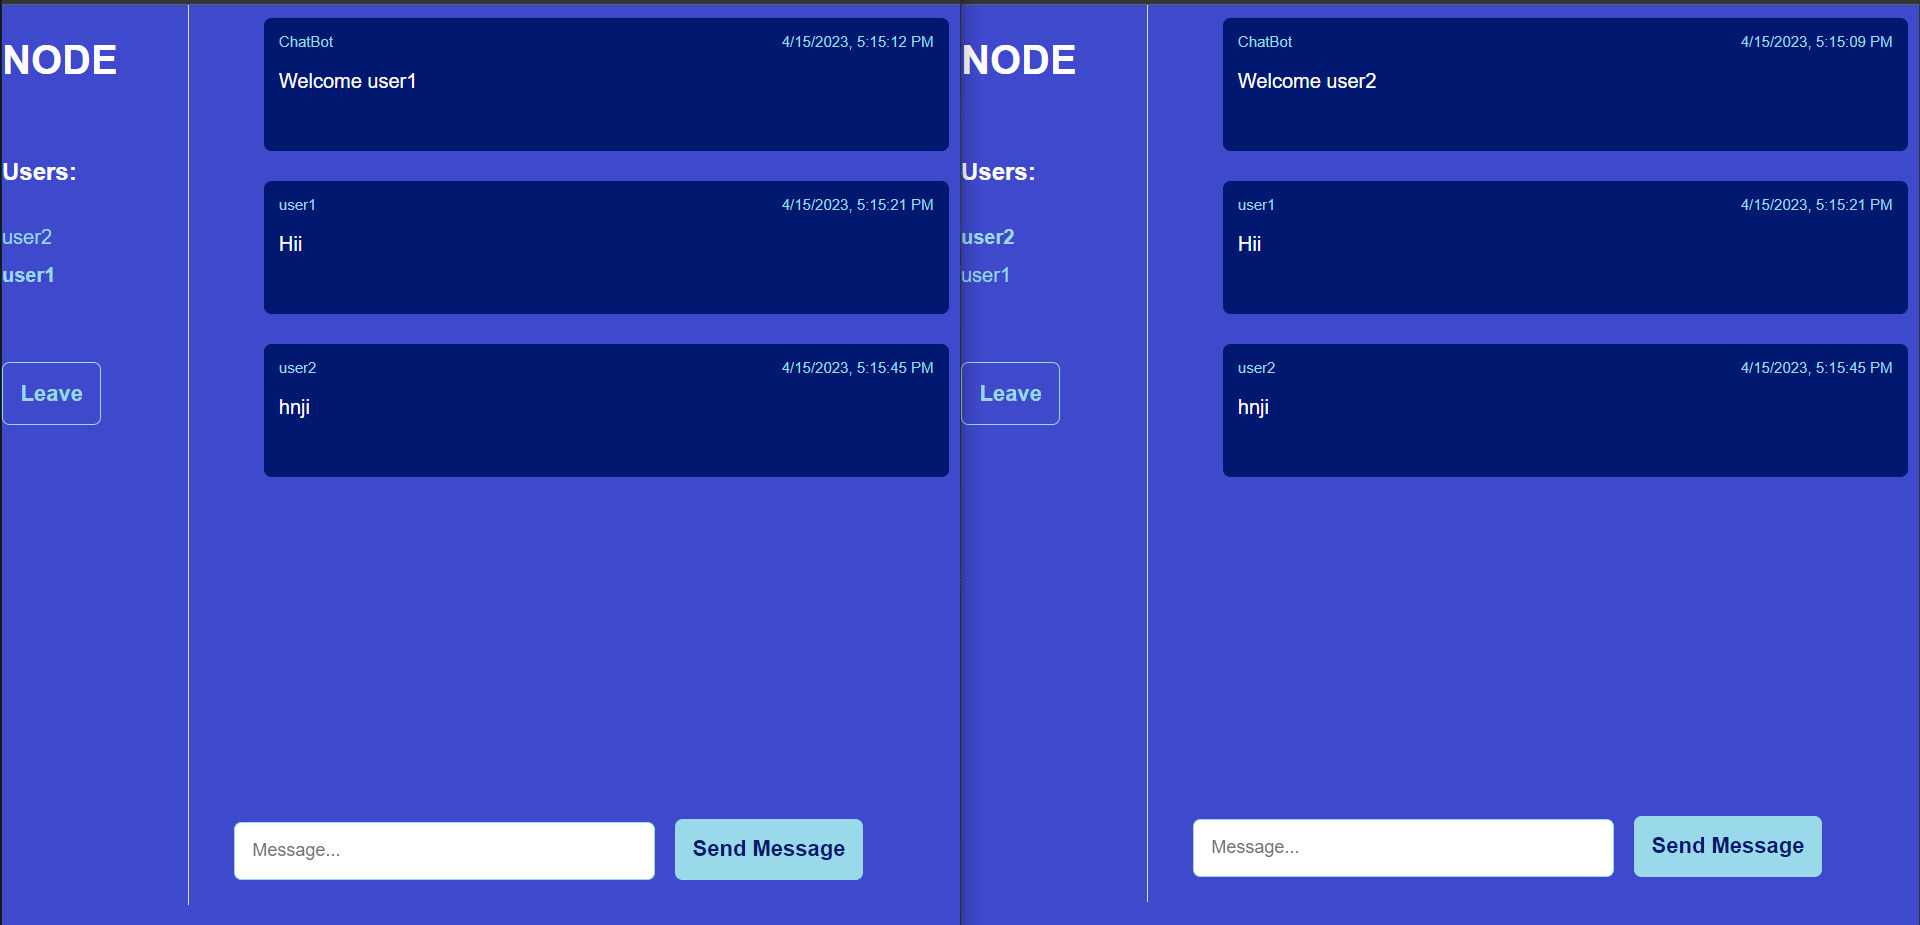 NODE
Users:
user2
user1
Leave
ChatBot 4/15/2023, 5:15:12 PM
Welcome user1
user1 4/15/2023, 5:15:21 PM
Hii
user2 4/15/2023, 5:15:45 PM
hnji
Message...
Send Message
NODE
Users:
user2
user1
Leave
ChatBot 4/15/2023, 5:15:09 PM
Welcome user2
user1 4/15/2023, 5:15:21 PM
Hii
user2 4/15/2023, 5:15:45 PM
hnji
Message...
Send Message